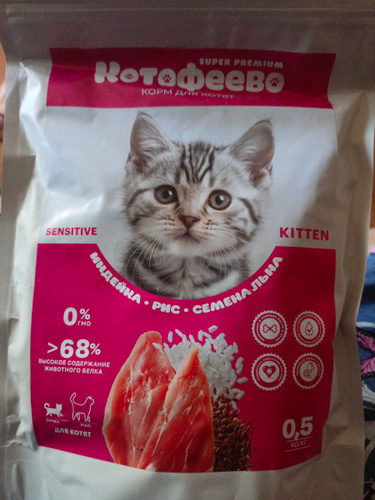 SUPER PREMIUM
Котофеево
КОРМ ДЛЯ КОТЯТ
SENSITIVE
KITTEN
ИНДЕЙКА • РИС • СЕМЕНА ЛЬНА
0%
ГМО
>68%
ВЫСОКОЕ СОДЕРЖАНИЕ
ЖИВОТНОГО БЕЛКА
ДЛЯ КОТЯТ
0,5
КG/КГ